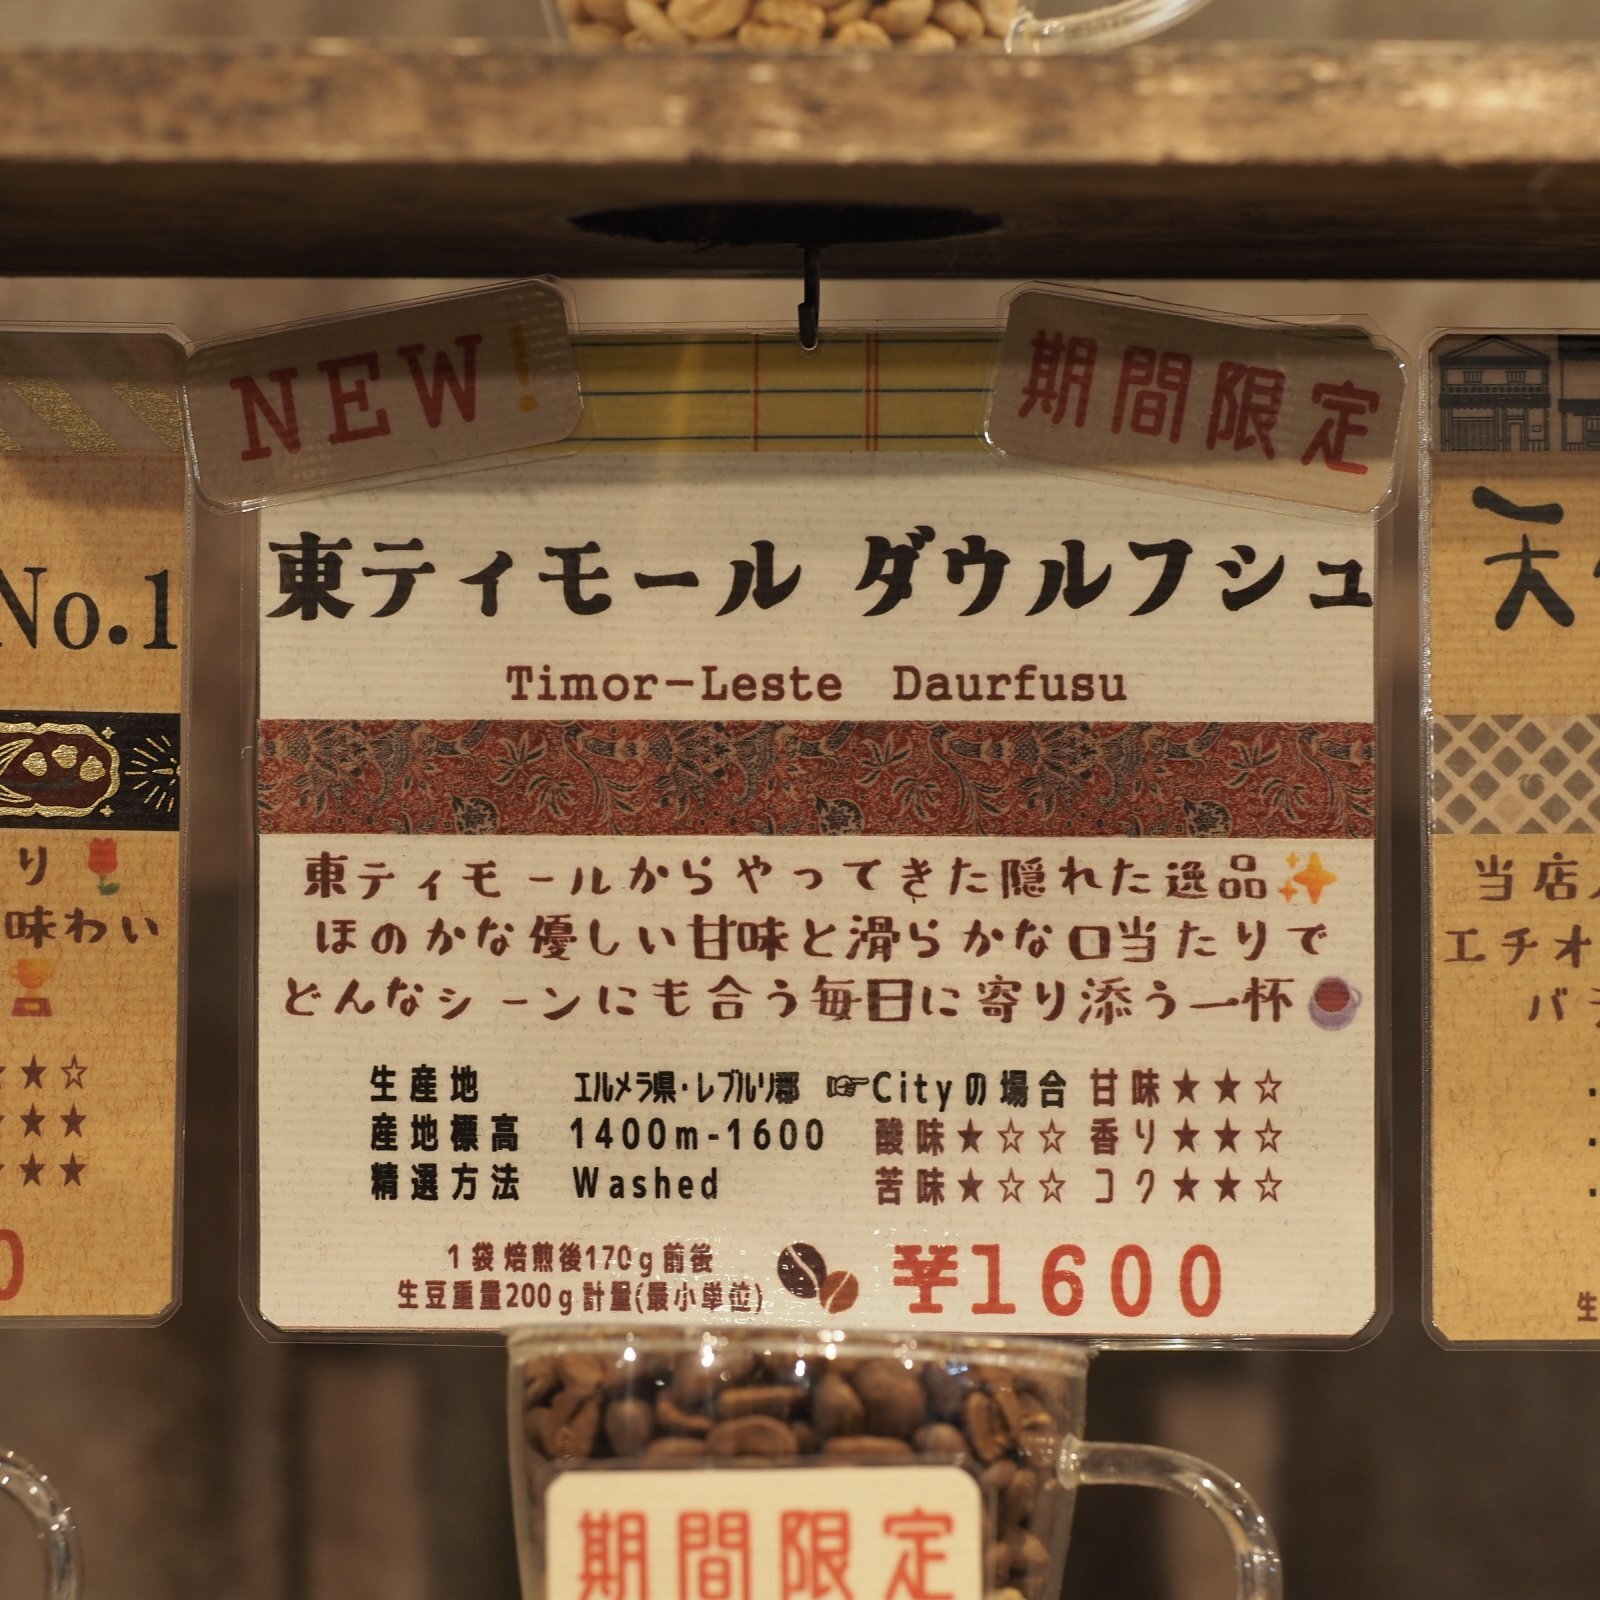 NEW!
期間限定
東ティモール ダウルフシュ
Timor-Leste Daurfusu
東ティモールからやってきた隠れた逸品✨
ほのかな優しい甘味と滑らかな口当たりで
どんなシーンにも合う毎日に寄り添う一杯
生産地 エルメラ県・レブルリ郡 ☞Cityの場合 甘味★★☆
産地標高 1400m-1600 酸味★☆☆ 香り★★☆
精選方法 Washed 苦味★☆☆ コク★★☆
1袋焙煎後170g前後
生豆重量200g計量(最小単位)
¥1600
期間限定
No.1
り
味わい
★☆
★★
★★
0
当店
エチオ
バ
生